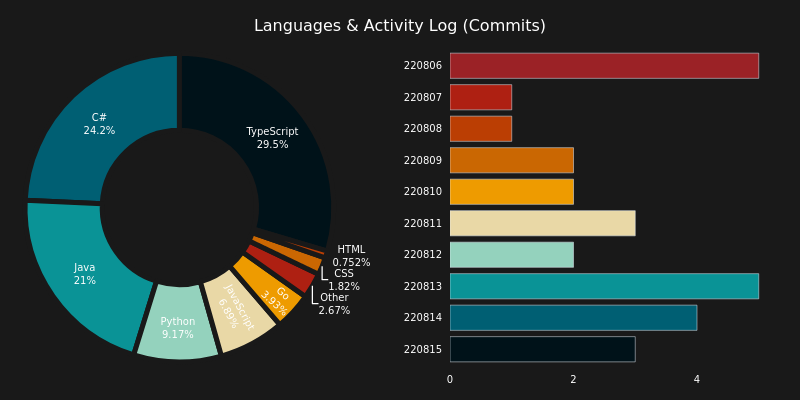 Languages & Activity Log (Commits)
C#
24.2%
TypeScript
29.5%
Java
21%
Python
9.17%
JavaScript
6.89%
Go
3.93%
HTML
0.752%
CSS
1.82%
Other
2.67%
220806
220807
220808
220809
220810
220811
220812
220813
220814
220815
0
2
4